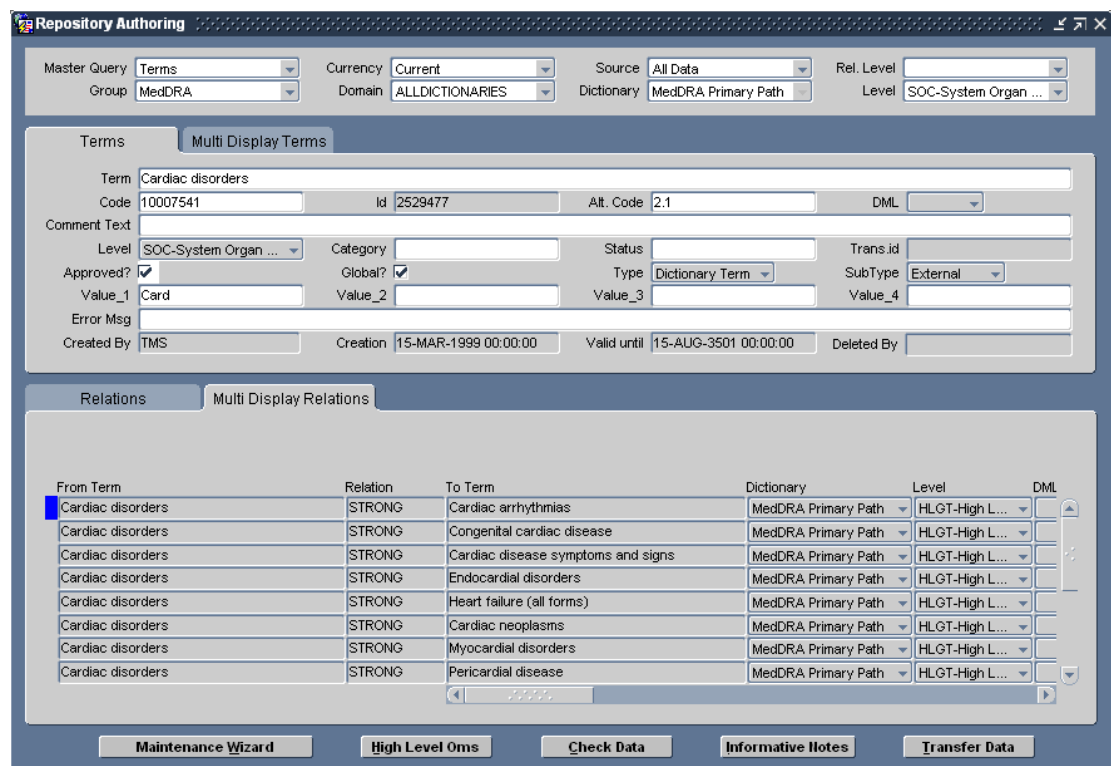 Repository Authoring
Master Query Terms Currency Current Source All Data Rel. Level
Group MedDRA Domain ALLDICTIONARIES Dictionary MedDRA Primary Path Level SOC-System Organ ...
Terms Multi Display Terms
Term Cardiac disorders
Code 10007541 Id 2529477 Alt. Code 2.1 DML
Comment Text
Level SOC-System Organ ... Category Status Trans.id
Approved? Global? Type Dictionary Term SubType External
Value_1 Card Value_2 Value_3 Value_4
Error Msg
Created By TMS Creation 15-MAR-1999 00:00:00 Valid until 15-AUG-3501 00:00:00 Deleted By
Relations Multi Display Relations
From Term Relation To Term Dictionary Level DML
Cardiac disorders STRONG Cardiac arrhythmias MedDRA Primary Path HLGT-High L...
Cardiac disorders STRONG Congenital cardiac disease MedDRA Primary Path HLGT-High L...
Cardiac disorders STRONG Cardiac disease symptoms and signs MedDRA Primary Path HLGT-High L...
Cardiac disorders STRONG Endocardial disorders MedDRA Primary Path HLGT-High L...
Cardiac disorders STRONG Heart failure (all forms) MedDRA Primary Path HLGT-High L...
Cardiac disorders STRONG Cardiac neoplasms MedDRA Primary Path HLGT-High L...
Cardiac disorders STRONG Myocardial disorders MedDRA Primary Path HLGT-High L...
Cardiac disorders STRONG Pericardial disease MedDRA Primary Path HLGT-High L...
Maintenance Wizard High Level Oms Check Data Informative Notes Transfer Data